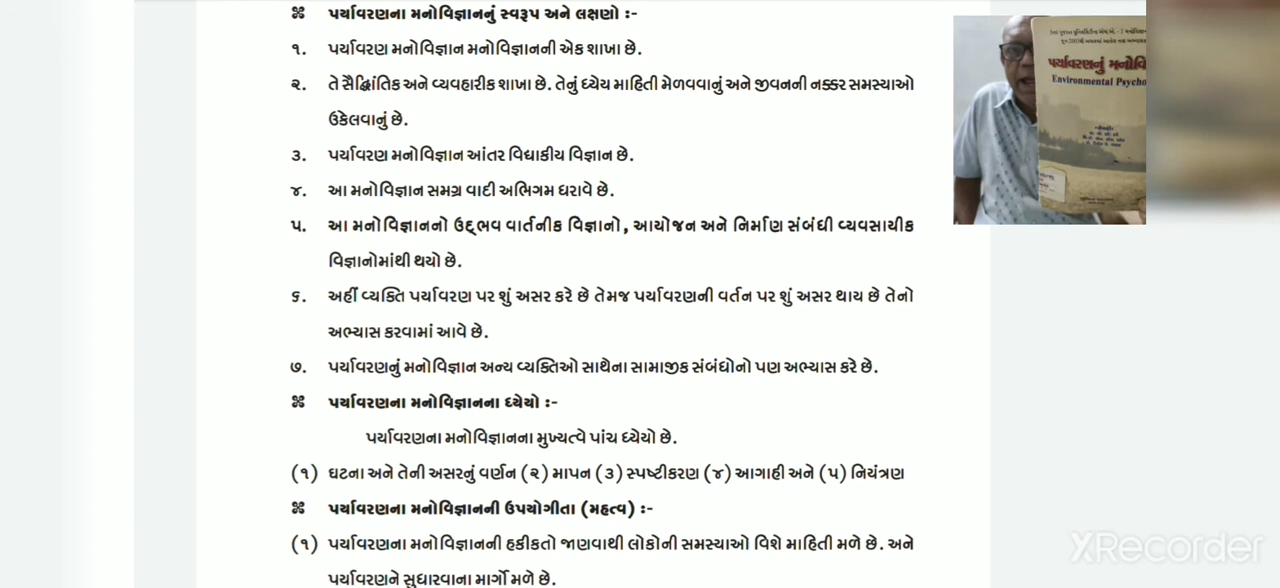 ⌘ પર્યાવરણના મનોવિજ્ઞાનનું સ્વરૂપ અને લક્ષણો :-
૧. પર્યાવરણ મનોવિજ્ઞાન મનોવિજ્ઞાનની એક શાખા છે.
૨. તે સૈદ્ધાંતિક અને વ્યવહારીક શાખા છે. તેનું ધ્યેય માહિતી મેળવવાનું અને જીવનની નક્કર સમસ્યાઓ
ઉકેલવાનું છે.
૩. પર્યાવરણ મનોવિજ્ઞાન આંતર વિદ્યાકીય વિજ્ઞાન છે.
૪. આ મનોવિજ્ઞાન સમગ્ર વાદી અભિગમ ધરાવે છે.
૫. આ મનોવિજ્ઞાનનો ઉદ્ભવ વાર્તનીક વિજ્ઞાનો, આયોજન અને નિર્માણ સંબંધી વ્યવસાયીક
વિજ્ઞાનોમાંથી થયો છે.
૬. અહીં વ્યક્તિ પર્યાવરણ પર શું અસર કરે છે તેમજ પર્યાવરણની વર્તન પર શું અસર થાય છે તેનો
અભ્યાસ કરવામાં આવે છે.
૭. પર્યાવરણનું મનોવિજ્ઞાન અન્ય વ્યક્તિઓ સાથેના સામાજીક સંબંધોનો પણ અભ્યાસ કરે છે.
⌘ પર્યાવરણના મનોવિજ્ઞાનના ધ્યેયો :-
પર્યાવરણના મનોવિજ્ઞાનના મુખ્યત્વે પાંચ ધ્યેયો છે.
(૧) ઘટના અને તેની અસરનું વર્ણન (૨) માપન (૩) સ્પષ્ટીકરણ (૪) આગાહી અને (૫) નિયંત્રણ
⌘ પર્યાવરણના મનોવિજ્ઞાનની ઉપયોગીતા (મહત્વ) :-
(૧) પર્યાવરણના મનોવિજ્ઞાનની હકીકતો જાણવાથી લોકોની સમસ્યાઓ વિશે માહિતી મળે છે. અને
પર્યાવરણને સુધારવાના માર્ગો મળે છે.
પર્યાવરણનું મનોવિ
Environmental Psycho
XRecorder